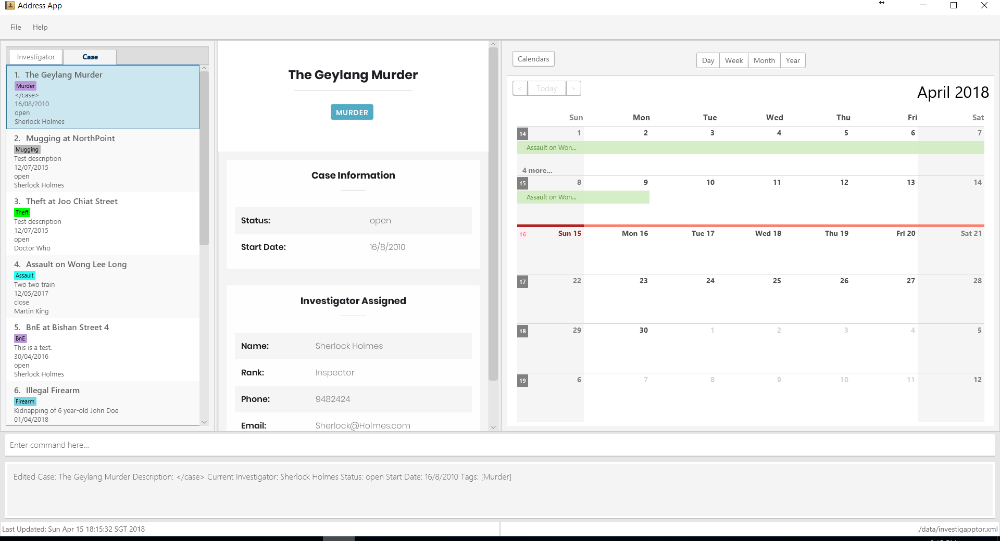 Address App
File Help
Investigator Case
1. The Geylang Murder
Murder
</case>
16/08/2010
open
Sherlock Holmes
2. Mugging at NorthPoint
Mugging
Test description
12/07/2015
open
Sherlock Holmes
3. Theft at Joo Chiat Street
Theft
Test description
12/07/2015
open
Doctor Who
4. Assault on Wong Lee Long
Assault
Two two train
12/05/2017
close
Martin King
5. BnE at Bishan Street 4
BnE
This is a test.
30/04/2016
open
Sherlock Holmes
6. Illegal Firearm
Firearm
Kidnapping of 6 year-old John Doe
01/04/2018
The Geylang Murder
MURDER
Case Information
Status: open
Start Date: 16/8/2010
Investigator Assigned
Name: Sherlock Holmes
Rank: Inspector
Phone: 9482424
Email: Sherlock@Holmes.com
Calendars
Day Week Month Year
< Today >
April 2018
Sun Mon Tue Wed Thu Fri Sat
14 1 2 3 4 5 6 7
Assault on Won...
4 more...
15 8 9 10 11 12 13 14
Assault on Won...
16 Sun 15 Mon 16 Tue 17 Wed 18 Thu 19 Fri 20 Sat 21
17 22 23 24 25 26 27 28
18 29 30 1 2 3 4 5
19 6 7 8 9 10 11 12
Enter command here...
Edited Case: The Geylang Murder Description: </case> Current Investigator: Sherlock Holmes Status: open Start Date: 16/8/2010 Tags: [Murder]
Last Updated: Sun Apr 15 18:15:32 SGT 2018
./data/investigapptor.xml